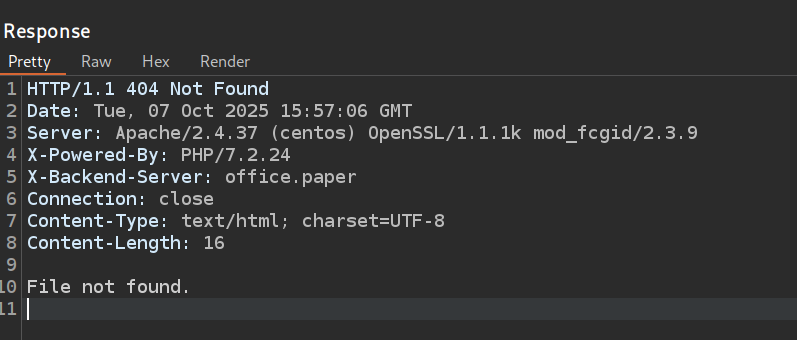 Response
Pretty Raw Hex Render
1 HTTP/1.1 404 Not Found
2 Date: Tue, 07 Oct 2025 15:57:06 GMT
3 Server: Apache/2.4.37 (centos) OpenSSL/1.1.1k mod_fcgid/2.3.9
4 X-Powered-By: PHP/7.2.24
5 X-Backend-Server: office.paper
6 Connection: close
7 Content-Type: text/html; charset=UTF-8
8 Content-Length: 16
9
10 File not found.
11